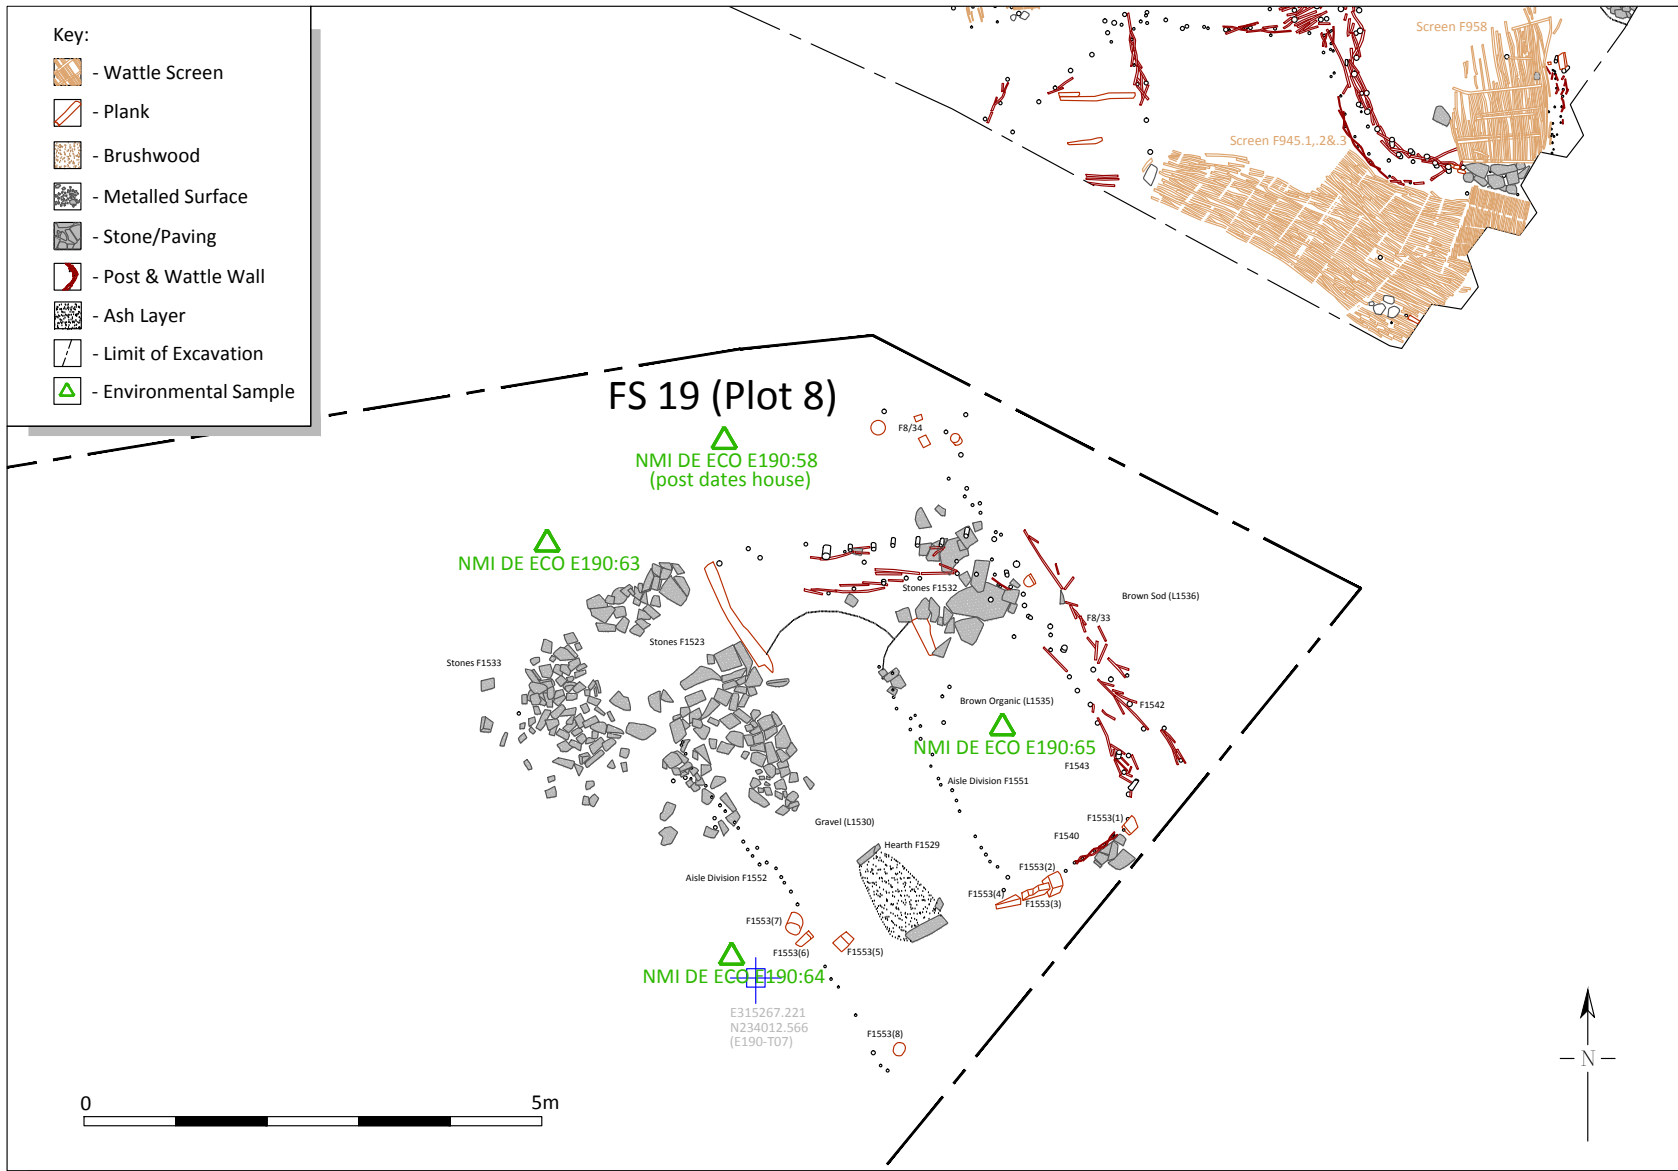 Key:
- Wattle Screen
- Plank
- Brushwood
- Metalled Surface
- Stone/Paving
- Post & Wattle Wall
- Ash Layer
- Limit of Excavation
- Environmental Sample
Screen F958
Screen F945.1,.2&.3
FS 19 (Plot 8)
F8/34
NMI DE ECO E190:58
(post dates house)
NMI DE ECO E190:63
Stones F1532
Brown Sod (L1536)
F8/33
Stones F1523
Stones F1533
Brown Organic (L1535)
F1542
NMI DE ECO E190:65
F1543
Aisle Division F1551
Gravel (L1530)
F1553(1)
F1540
Hearth F1529
F1553(2)
Aisle Division F1552
F1553(4)
F1553(3)
F1553(7)
F1553(6)
F1553(5)
NMI DE ECO E190:64
E315267.221
N234012.566
(E190-T07)
F1553(8)
N
0
5m